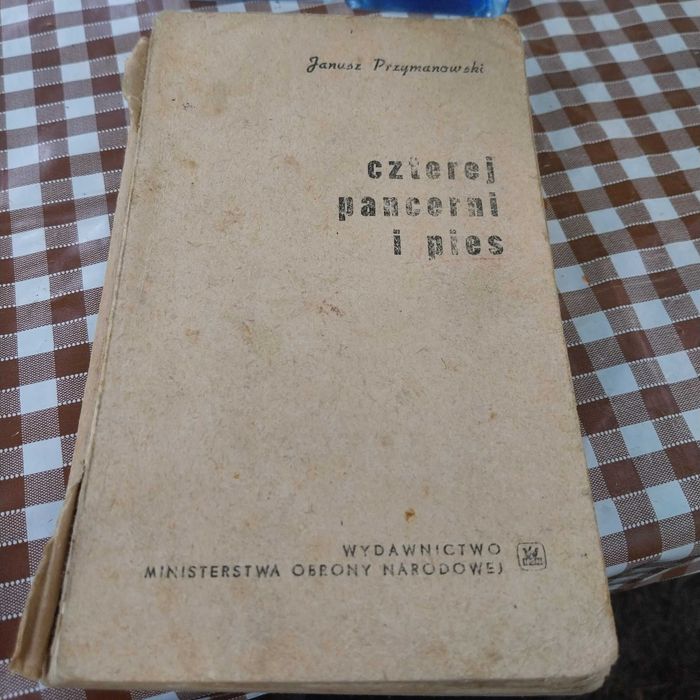 Janusz Przymanowski
czterej
pancerni
i pies
WYDAWNICTWO
MINISTERSTWA OBRONY NARODOWEJ